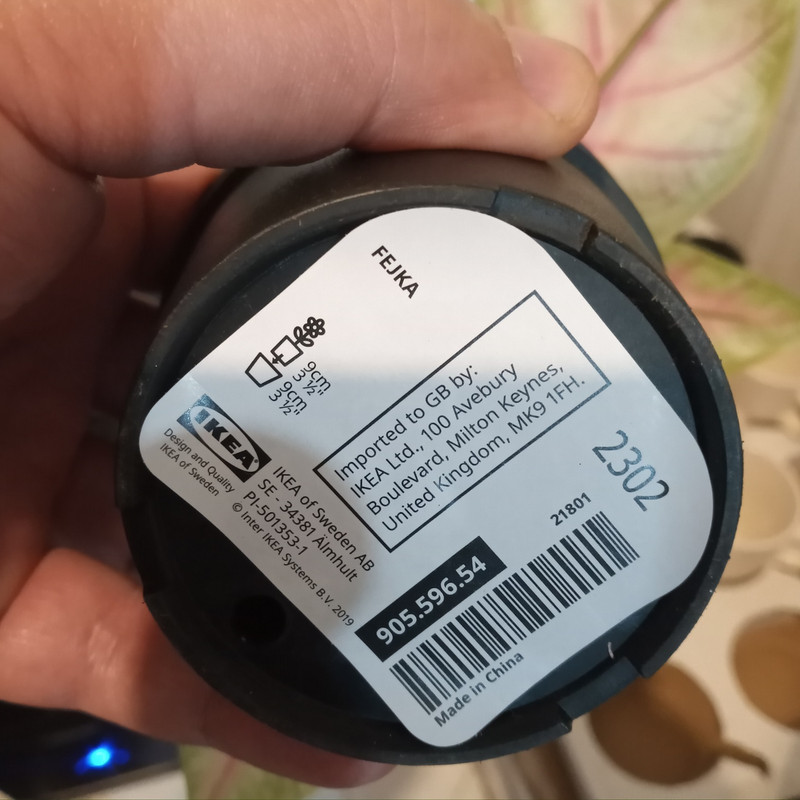 FEJKA
9cm
3 ½"
9cm
3 ½"
IKEA
Design and Quality
IKEA of Sweden
Imported to GB by:
IKEA Ltd., 100 Avebury
Boulevard, Milton Keynes,
United Kingdom, MK9 1FH.
IKEA of Sweden AB
SE - 34381 Älmhult
PI-501353-1
© Inter IKEA Systems B.V. 2019
2302
905.596.54
21801
Made in China